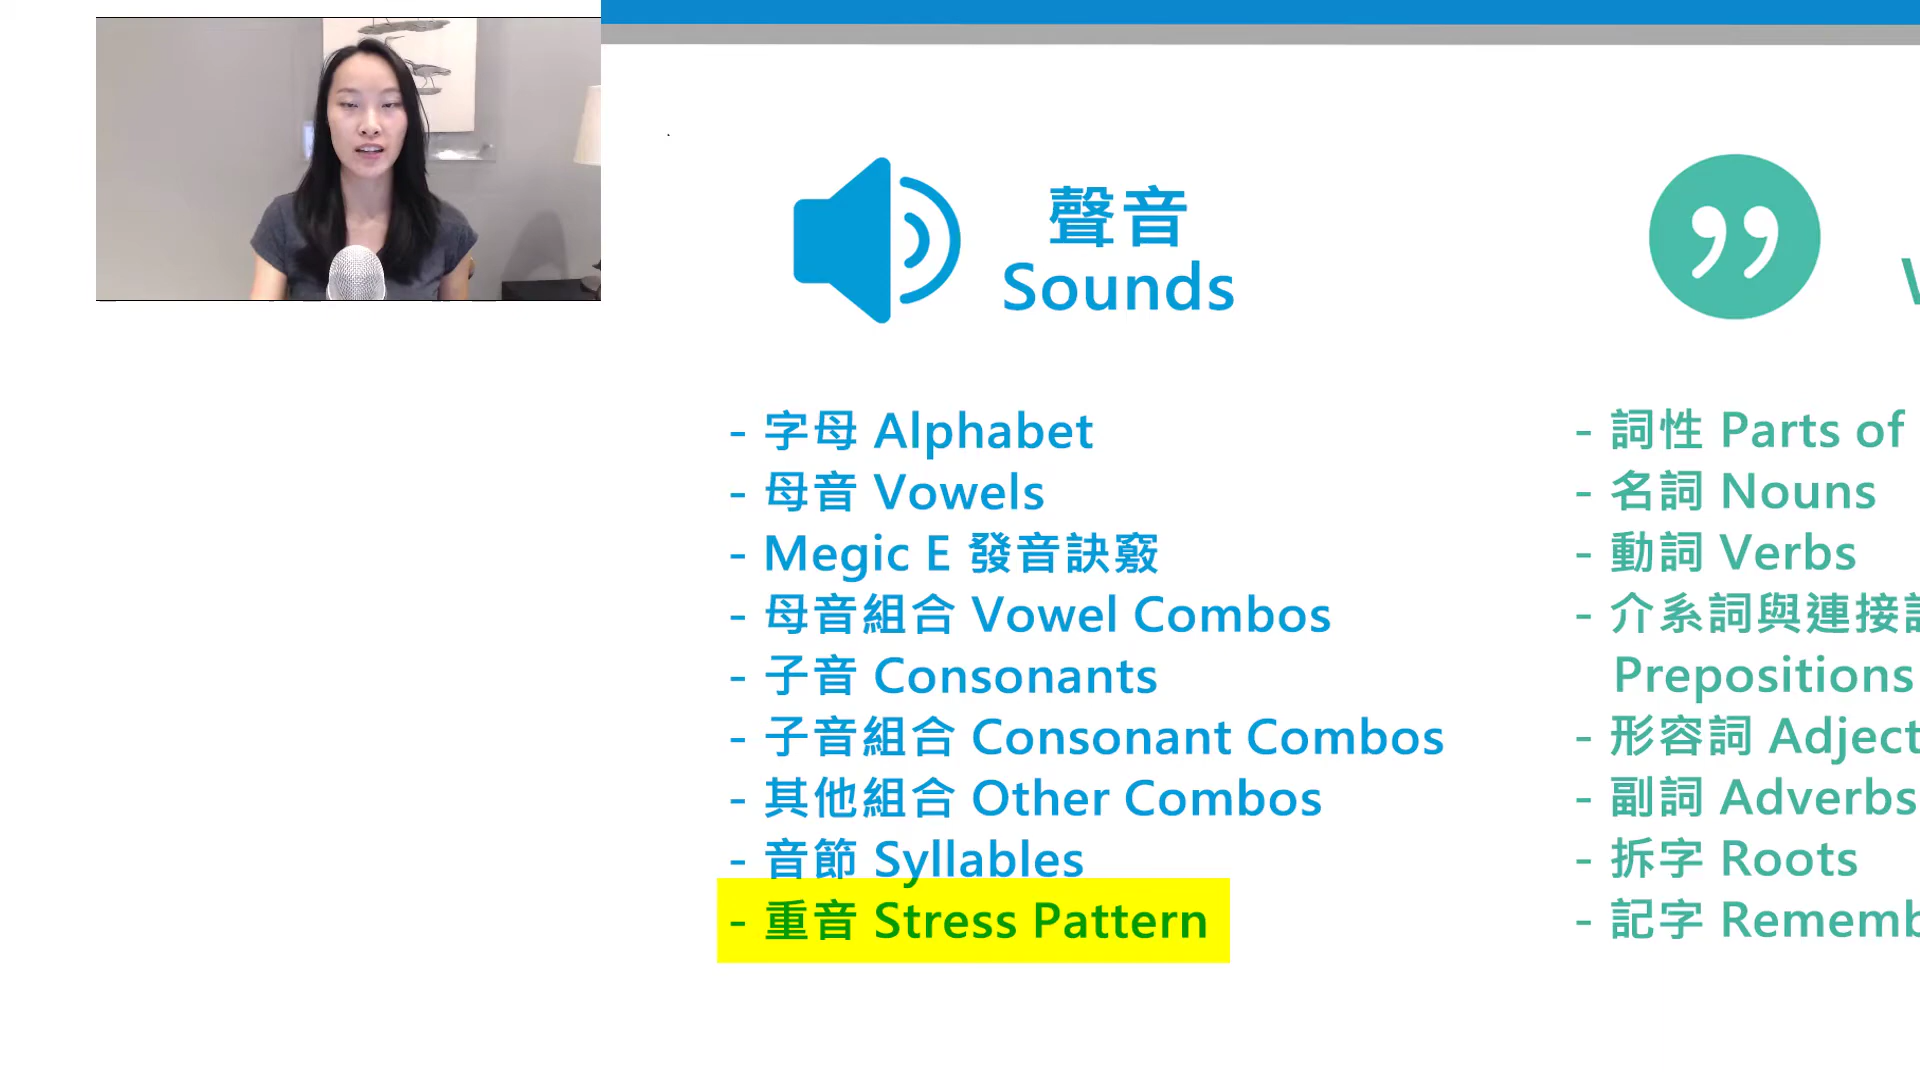 聲音
Sounds
- 字母 Alphabet
- 母音 Vowels
- Megic E 發音訣竅
- 母音組合 Vowel Combos
- 子音 Consonants
- 子音組合 Consonant Combos
- 其他組合 Other Combos
- 音節 Syllables
- 重音 Stress Pattern
- 詞性 Parts of
- 名詞 Nouns
- 動詞 Verbs
- 介系詞與連接
Prepositions
- 形容詞 Adject
- 副詞 Adverbs
- 拆字 Roots
- 記字 Rememb